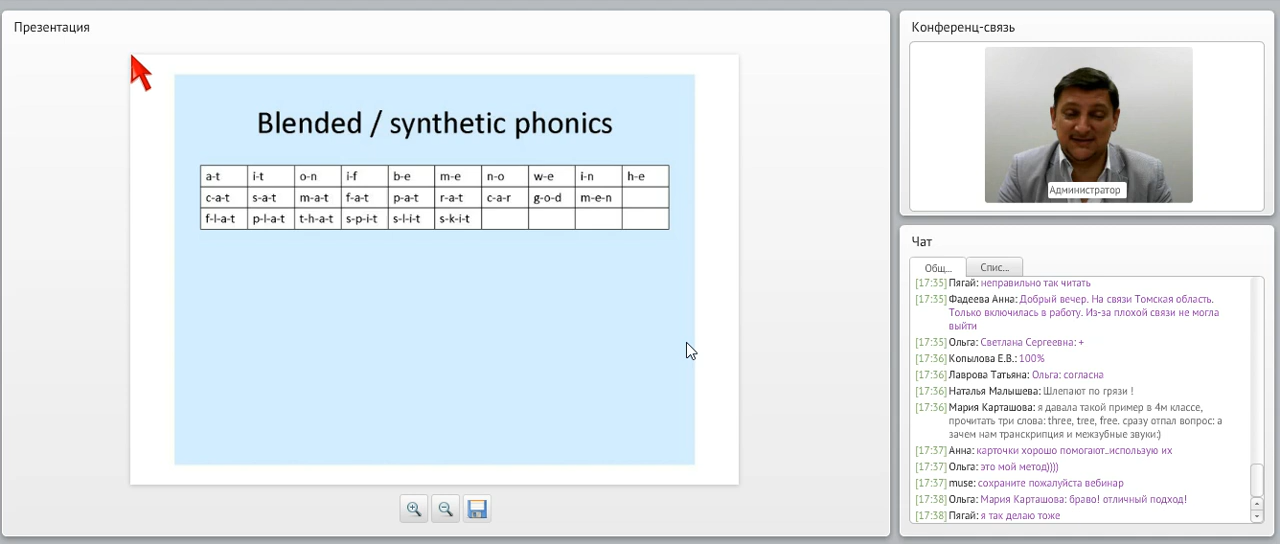 Презентация
Blended / synthetic phonics
a-t i-t o-n i-f b-e m-e n-o w-e i-n h-e
c-a-t s-a-t m-a-t f-a-t p-a-t r-a-t c-a-r g-o-d m-e-n
f-l-a-t p-l-a-t t-h-a-t s-p-i-t s-l-i-t s-k-i-t
Конференц-связь
Администратор
Чат
Общ... Спис...
[17:35] Пягай: неправильно так читать
[17:35] Фадеева Анна: Добрый вечер. На связи Томская область.
Только включилась в работу. Из-за плохой связи не могла
выйти
[17:35] Ольга: Светлана Сергеевна: +
[17:36] Копылова Е.В.: 100%
[17:36] Лаврова Татьяна: Ольга: согласна
[17:36] Наталья Малышева: Шлепают по грязи !
[17:36] Мария Карташова: я давала такой пример в 4м классе,
прочитать три слова: three, tree, free. сразу отпал вопрос: а
зачем нам транскрипция и межзубные звуки:)
[17:37] Анна: карточки хорошо помогают..использую их
[17:37] Ольга: это мой метод))))
[17:37] muse: сохраните пожалуйста вебинар
[17:38] Ольга: Мария Карташова: браво! отличный подход!
[17:38] Пягай: я так делаю тоже